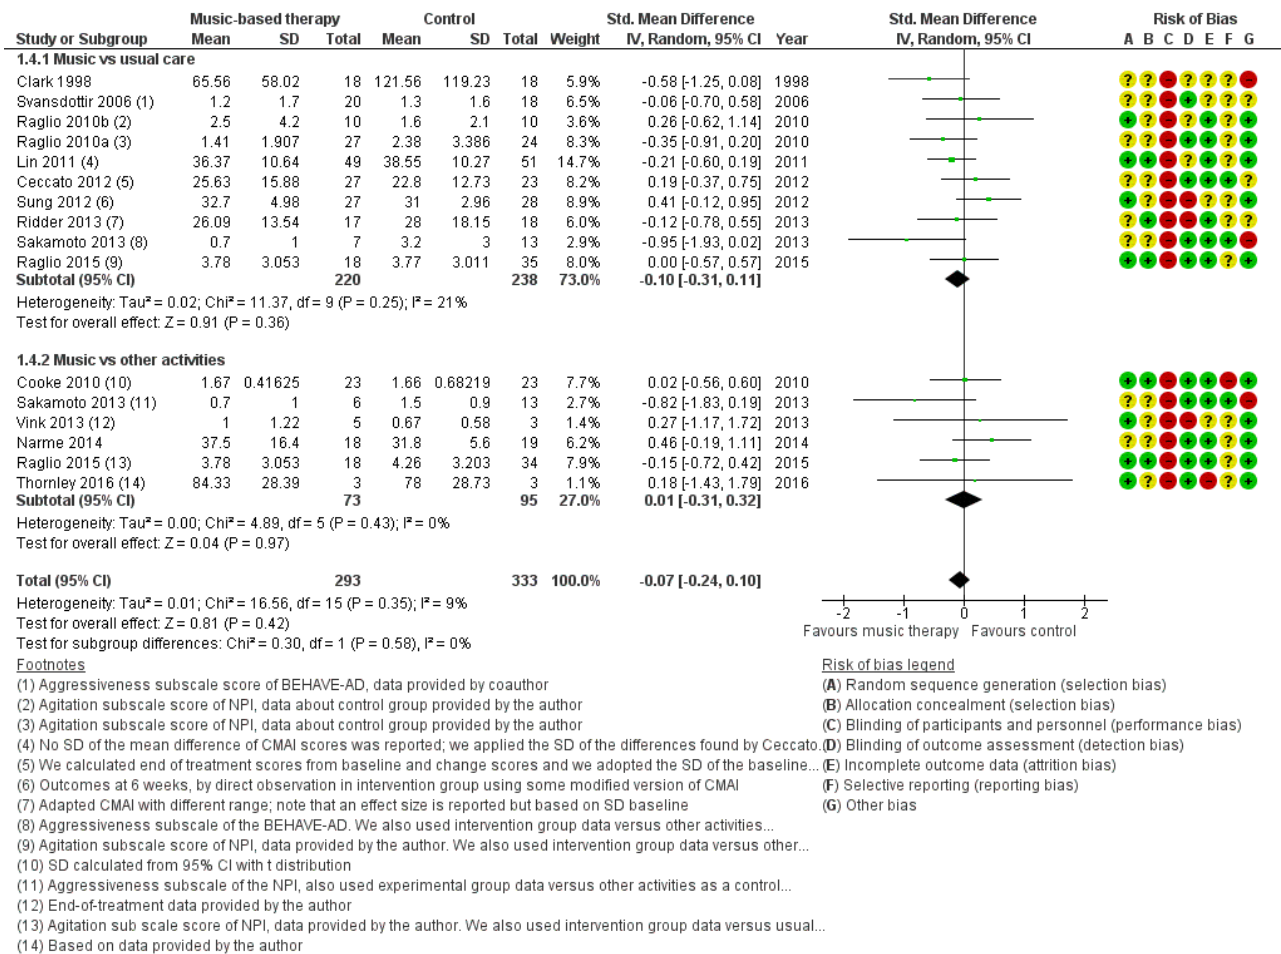 Music-based therapy Control Std. Mean Difference Std. Mean Difference Risk of Bias
Study or Subgroup Mean SD Total Mean SD Total Weight IV, Random, 95% CI Year IV, Random, 95% CI A B C D E F G
1.4.1 Music vs usual care
Clark 1998 65.56 58.02 18 121.56 119.23 18 5.9% -0.58 [-1.25, 0.08] 1998 ? ? - ? ? ? -
Svansdottir 2006 (1) 1.2 1.7 20 1.3 1.6 18 6.5% -0.06 [-0.70, 0.58] 2006 ? ? - + ? ? ?
Raglio 2010b (2) 2.5 4.2 10 1.6 2.1 10 3.6% 0.26 [-0.62, 1.14] 2010 + ? - ? + ? +
Raglio 2010a (3) 1.41 1.907 27 2.38 3.386 24 8.3% -0.35 [-0.91, 0.20] 2010 ? ? - + + ? +
Lin 2011 (4) 36.37 10.64 49 38.55 10.27 51 14.7% -0.21 [-0.60, 0.19] 2011 + + - ? + ? +
Ceccato 2012 (5) 25.63 15.88 27 22.8 12.73 23 8.2% 0.19 [-0.37, 0.75] 2012 ? ? - + + + ?
Sung 2012 (6) 32.7 4.98 27 31 2.96 28 8.9% 0.41 [-0.12, 0.95] 2012 + ? - - + ? +
Ridder 2013 (7) 26.09 13.54 17 28 18.15 18 6.0% -0.12 [-0.78, 0.55] 2013 ? + - - + ? ?
Sakamoto 2013 (8) 0.7 1 7 3.2 3 13 2.9% -0.95 [-1.93, 0.02] 2013 ? ? - + + + -
Raglio 2015 (9) 3.78 3.053 18 3.77 3.011 35 8.0% 0.00 [-0.57, 0.57] 2015 + + - + + ? +
Subtotal (95% CI) 220 238 73.0% -0.10 [-0.31, 0.11]
Heterogeneity: Tau² = 0.02; Chi² = 11.37, df = 9 (P = 0.25); I² = 21%
Test for overall effect: Z = 0.91 (P = 0.36)
1.4.2 Music vs other activities
Cooke 2010 (10) 1.67 0.41625 23 1.66 0.68219 23 7.7% 0.02 [-0.56, 0.60] 2010 + + - + + - +
Sakamoto 2013 (11) 0.7 1 6 1.5 0.9 13 2.7% -0.82 [-1.83, 0.19] 2013 ? ? - + + + -
Vink 2013 (12) 1 1.22 5 0.67 0.58 3 1.4% 0.27 [-1.17, 1.72] 2013 + ? - - ? ? +
Narme 2014 37.5 16.4 18 31.8 5.6 19 6.2% 0.46 [-0.19, 1.11] 2014 ? ? - + + ? +
Raglio 2015 (13) 3.78 3.053 18 4.26 3.203 34 7.9% -0.15 [-0.72, 0.42] 2015 + + - + + ? +
Thornley 2016 (14) 84.33 28.39 3 78 28.73 3 1.1% 0.18 [-1.43, 1.79] 2016 + ? - + - ? +
Subtotal (95% CI) 73 95 27.0% 0.01 [-0.31, 0.32]
Heterogeneity: Tau² = 0.00; Chi² = 4.89, df = 5 (P = 0.43); I² = 0%
Test for overall effect: Z = 0.04 (P = 0.97)
Total (95% CI) 293 333 100.0% -0.07 [-0.24, 0.10]
Heterogeneity: Tau² = 0.01; Chi² = 16.56, df = 15 (P = 0.35); I² = 9%
Test for overall effect: Z = 0.81 (P = 0.42)
Test for subgroup differences: Chi² = 0.30, df = 1 (P = 0.58), I² = 0%
-2 -1 0 1 2
Favours music therapy Favours control
Footnotes
(1) Aggressiveness subscale score of BEHAVE-AD, data provided by coauthor
(2) Agitation subscale score of NPI, data about control group provided by the author
(3) Agitation subscale score of NPI, data about control group provided by the author
(4) No SD of the mean difference of CMAI scores was reported; we applied the SD of the differences found by Ceccato...
(5) We calculated end of treatment scores from baseline and change scores and we adopted the SD of the baseline...
(6) Outcomes at 6 weeks, by direct observation in intervention group using some modified version of CMAI
(7) Adapted CMAI with different range; note that an effect size is reported but based on SD baseline
(8) Aggressiveness subscale of the BEHAVE-AD. We also used intervention group data versus other activities...
(9) Agitation subscale score of NPI, data provided by the author. We also used intervention group data versus other...
(10) SD calculated from 95% CI with t distribution
(11) Aggressiveness subscale of the NPI, also used experimental group data versus other activities as a control...
(12) End-of-treatment data provided by the author
(13) Agitation sub scale score of NPI, data provided by the author. We also used intervention group data versus usual...
(14) Based on data provided by the author
Risk of bias legend
(A) Random sequence generation (selection bias)
(B) Allocation concealment (selection bias)
(C) Blinding of participants and personnel (performance bias)
(D) Blinding of outcome assessment (detection bias)
(E) Incomplete outcome data (attrition bias)
(F) Selective reporting (reporting bias)
(G) Other bias